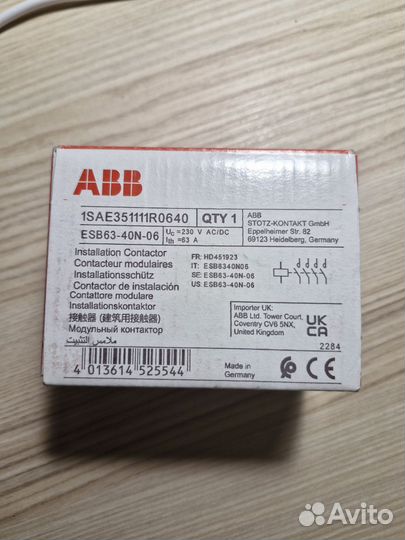 ABB
1SAE351111R0640
QTY 1
ABB
STOTZ-KONTAKT GmbH
Eppelheimer Str. 82
69123 Heidelberg, Germany
ESB63-40N-06
Uc =230 V AC/DC
Ith =63 A
Installation Contactor
Contacteur modulaires
Installationsschütz
Contactor de instalación
Contattore modulare
Installationskontaktor
接触器 (建筑用接触器)
Модульный контактор
ملامس التثبيت
FR: HD451923
IT: ESB6340N06
SE: ESB63-40N-06
US: ESB63-40N-06
Importer UK:
ABB Ltd. Tower Court,
Coventry CV6 5NX,
United Kingdom
UK
CA
2284
4 013614 525544
Made in
Germany
CE
Avito